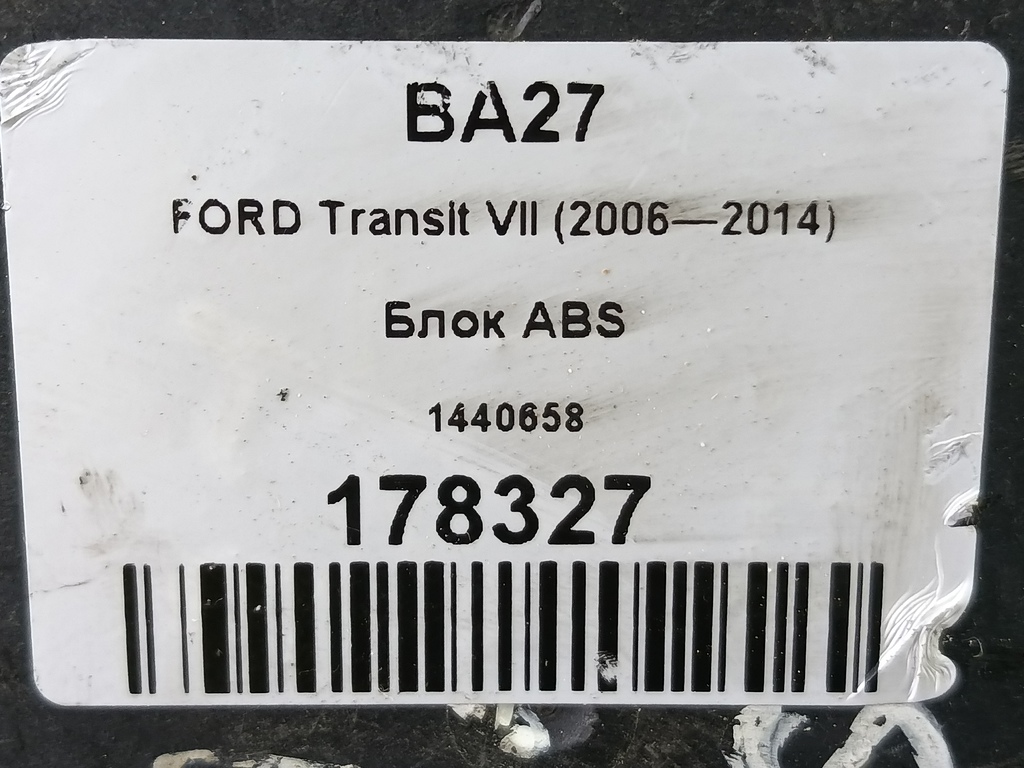 BA27
FORD Transit VII (2006—2014)
Блок ABS
1440658
178327